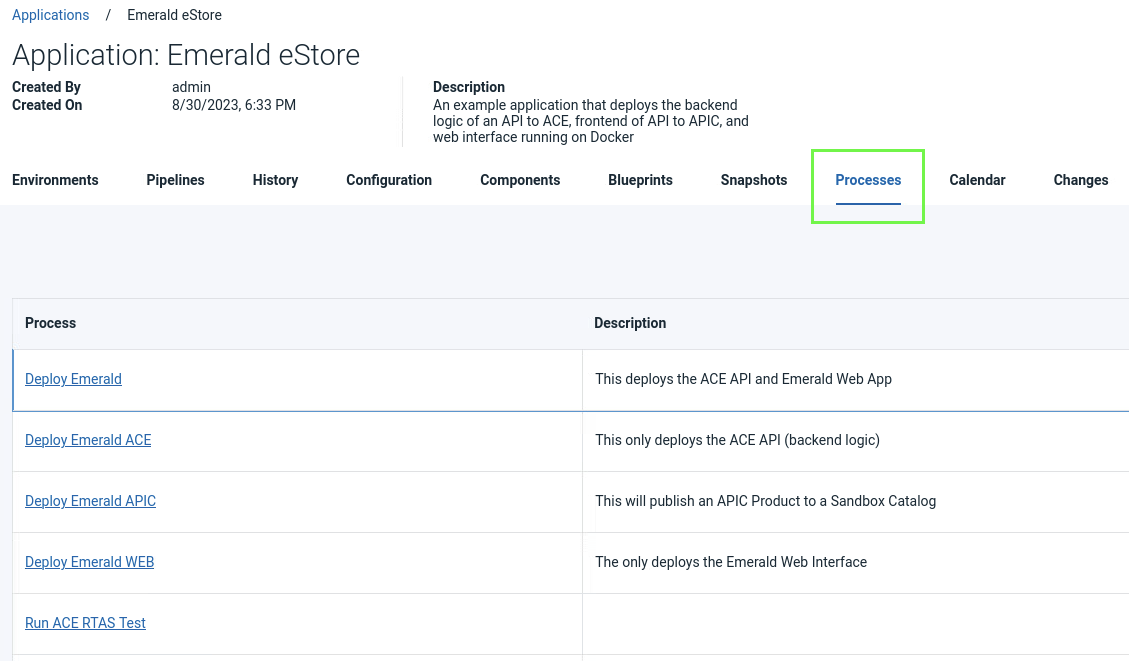 Applications / Emerald eStore
Application: Emerald eStore
Created By admin
Created On 8/30/2023, 6:33 PM
Description
An example application that deploys the backend
logic of an API to ACE, frontend of API to APIC, and
web interface running on Docker
Environments Pipelines History Configuration Components Blueprints Snapshots Processes Calendar Changes
Process Description
Deploy Emerald This deploys the ACE API and Emerald Web App
Deploy Emerald ACE This only deploys the ACE API (backend logic)
Deploy Emerald APIC This will publish an APIC Product to a Sandbox Catalog
Deploy Emerald WEB The only deploys the Emerald Web Interface
Run ACE RTAS Test